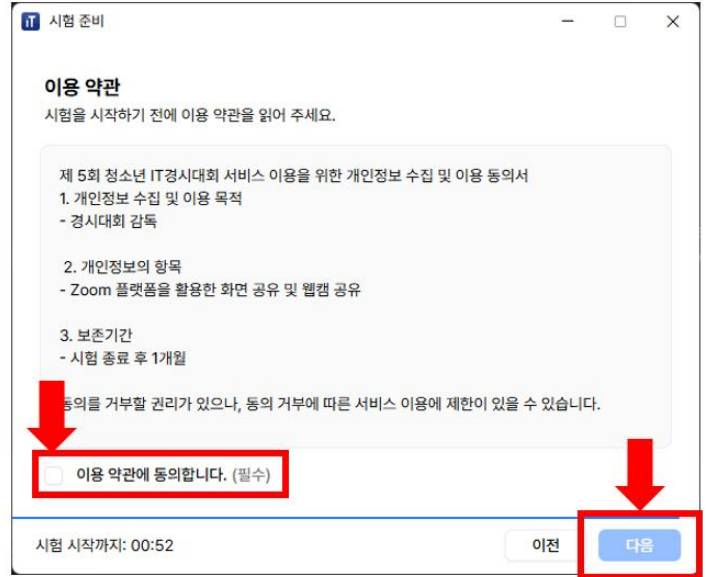 iT 시험 준비
이용 약관
시험을 시작하기 전에 이용 약관을 읽어 주세요.
제 5회 청소년 IT경시대회 서비스 이용을 위한 개인정보 수집 및 이용 동의서
1. 개인정보 수집 및 이용 목적
- 경시대회 감독
2. 개인정보의 항목
- Zoom 플랫폼을 활용한 화면 공유 및 웹캠 공유
3. 보존기간
- 시험 종료 후 1개월
동의를 거부할 권리가 있으나, 동의 거부에 따른 서비스 이용에 제한이 있을 수 있습니다.
이용 약관에 동의합니다. (필수)
시험 시작까지: 00:52 이전 다음